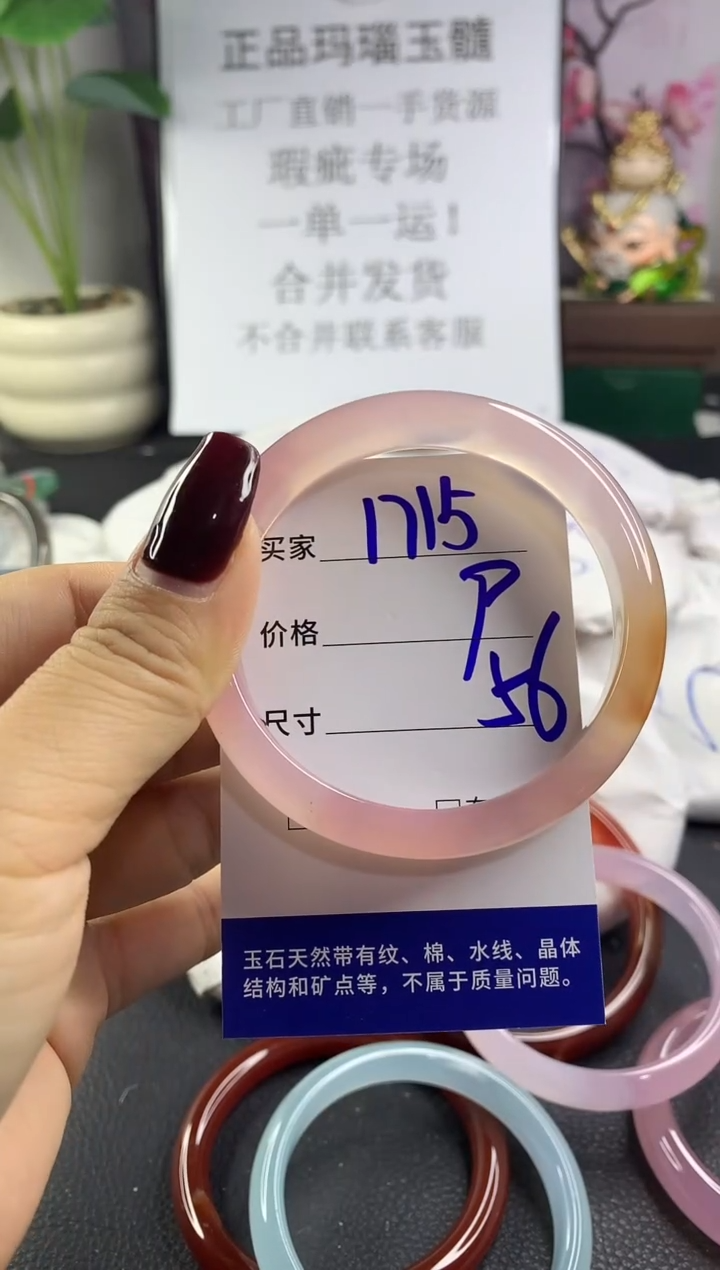 正品玛瑙玉髓
工厂直销一手货源
瑕疵专场
一单一运！
合并发货
不合并联系客服
买家 1715
价格 P
尺寸 56
玉石天然带有纹、棉、水线、晶体
结构和矿点等，不属于质量问题。